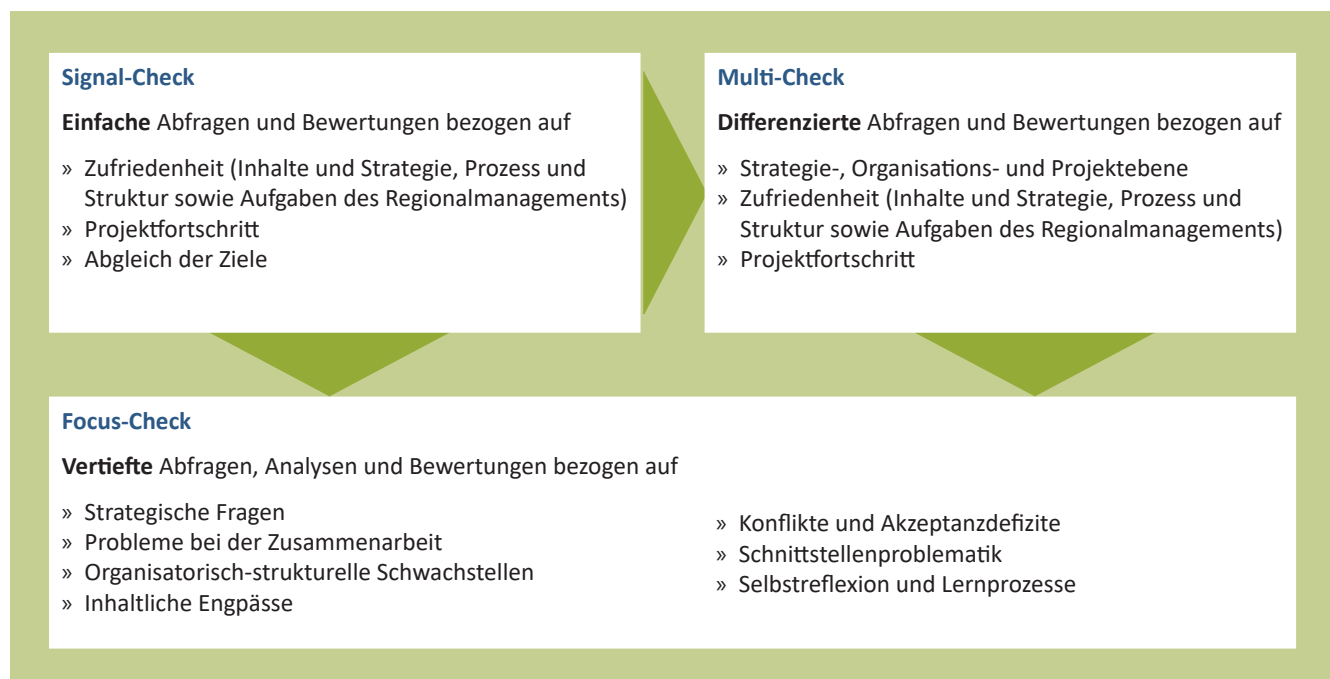 Signal-Check
Einfache Abfragen und Bewertungen bezogen auf
» Zufriedenheit (Inhalte und Strategie, Prozess und
Struktur sowie Aufgaben des Regionalmanagements)
» Projektfortschritt
» Abgleich der Ziele
Multi-Check
Differenzierte Abfragen und Bewertungen bezogen auf
» Strategie-, Organisations- und Projektebene
» Zufriedenheit (Inhalte und Strategie, Prozess und
Struktur sowie Aufgaben des Regionalmanagements)
» Projektfortschritt
Focus-Check
Vertiefte Abfragen, Analysen und Bewertungen bezogen auf
» Strategische Fragen
» Probleme bei der Zusammenarbeit
» Organisatorisch-strukturelle Schwachstellen
» Inhaltliche Engpässe
» Konflikte und Akzeptanzdefizite
» Schnittstellenproblematik
» Selbstreflexion und Lernprozesse